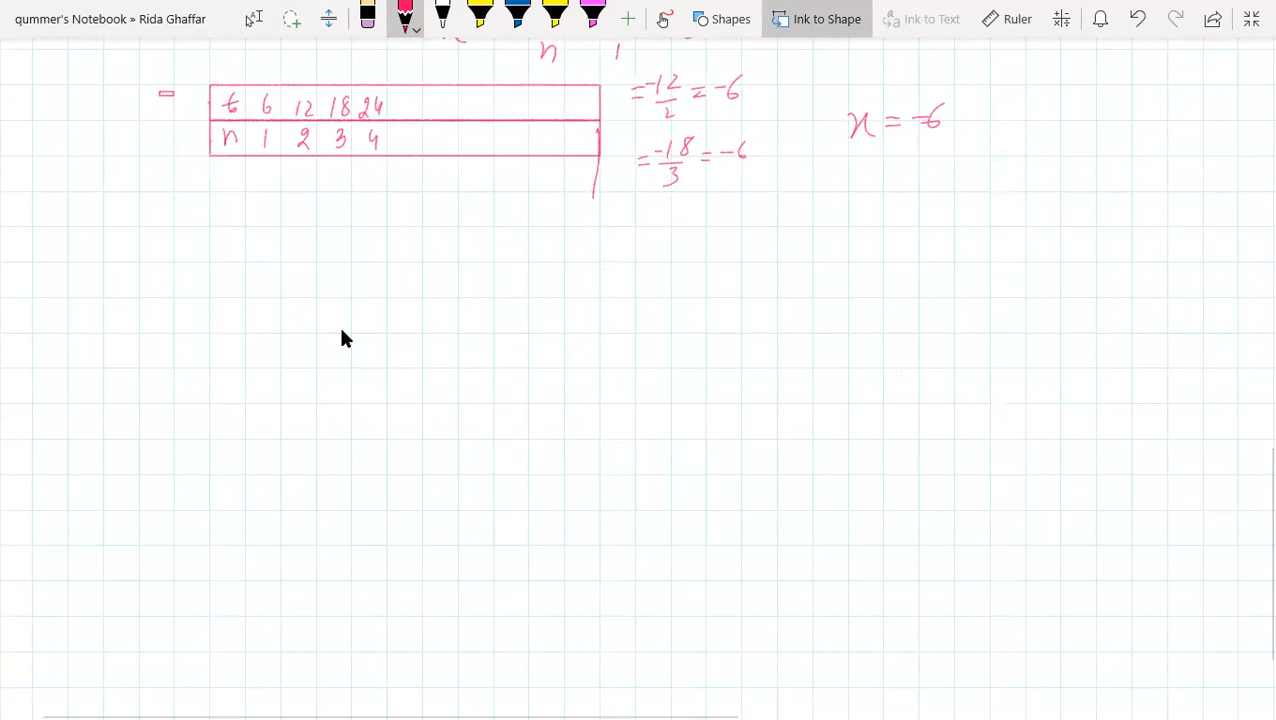 qummer's Notebook » Rida Ghaffar Shapes Ink to Shape Ink to Text Ruler
n 1
t 6 12 18 24
n 1 2 3 4
= -12/2 = -6
= -18/3 = -6
x = -6